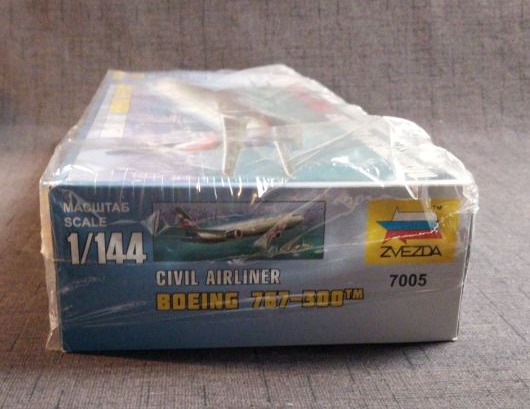 МАСШТАБ
SCALE
1/144
CIVIL AIRLINER
BOEING 767-300™
ZVEZDA
7005